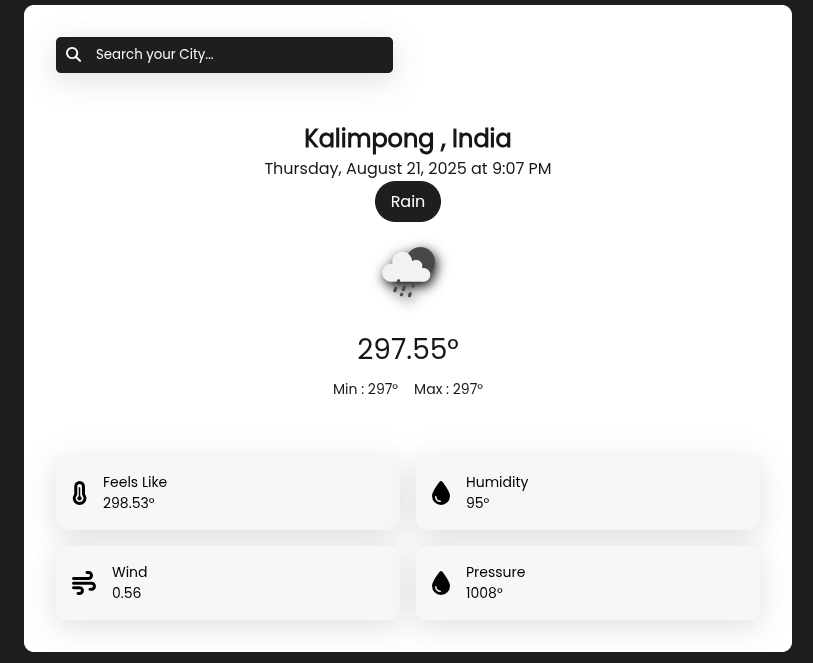 Search your City...
Kalimpong , India
Thursday, August 21, 2025 at 9:07 PM
Rain
297.55°
Min : 297° Max : 297°
Feels Like
298.53°
Humidity
95°
Wind
0.56
Pressure
1008°